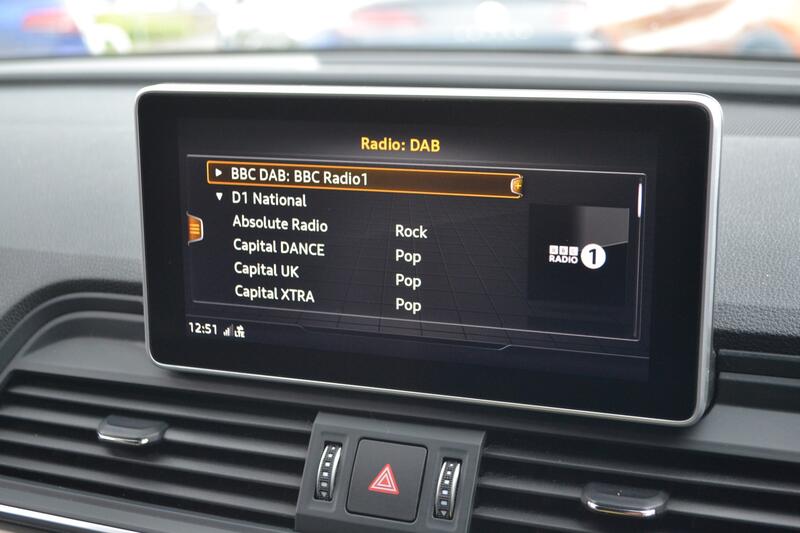 Radio: DAB
BBC DAB: BBC Radio1
D1 National
Absolute Radio Rock
Capital DANCE Pop
Capital UK Pop
Capital XTRA Pop
BBC
RADIO 1
12:51 LTE